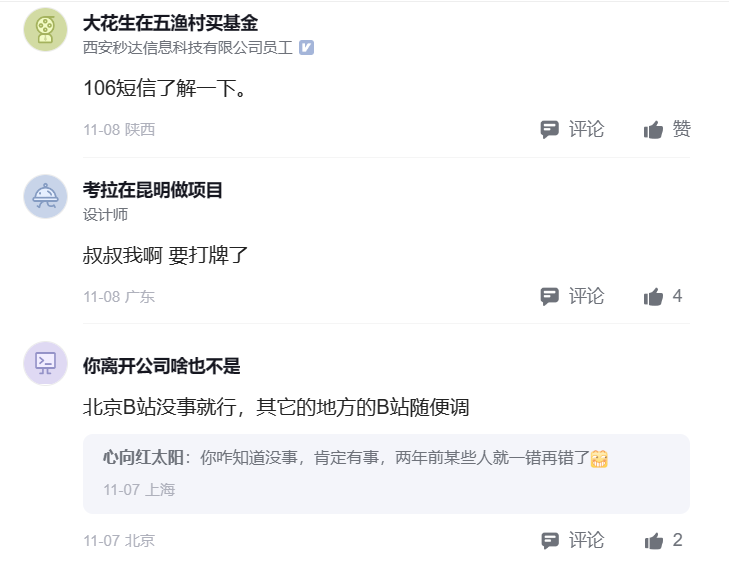 大花生在五渔村买基金
西安秒达信息科技有限公司员工
106短信了解一下。
11-08 陕西
评论 赞
考拉在昆明做项目
设计师
叔叔我啊 要打牌了
11-08 广东
评论 4
你离开公司啥也不是
北京B站没事就行，其它的地方的B站随便调
心向红太阳：你咋知道没事，肯定有事，两年前某些人就一错再错了
11-07 上海
11-07 北京
评论 2